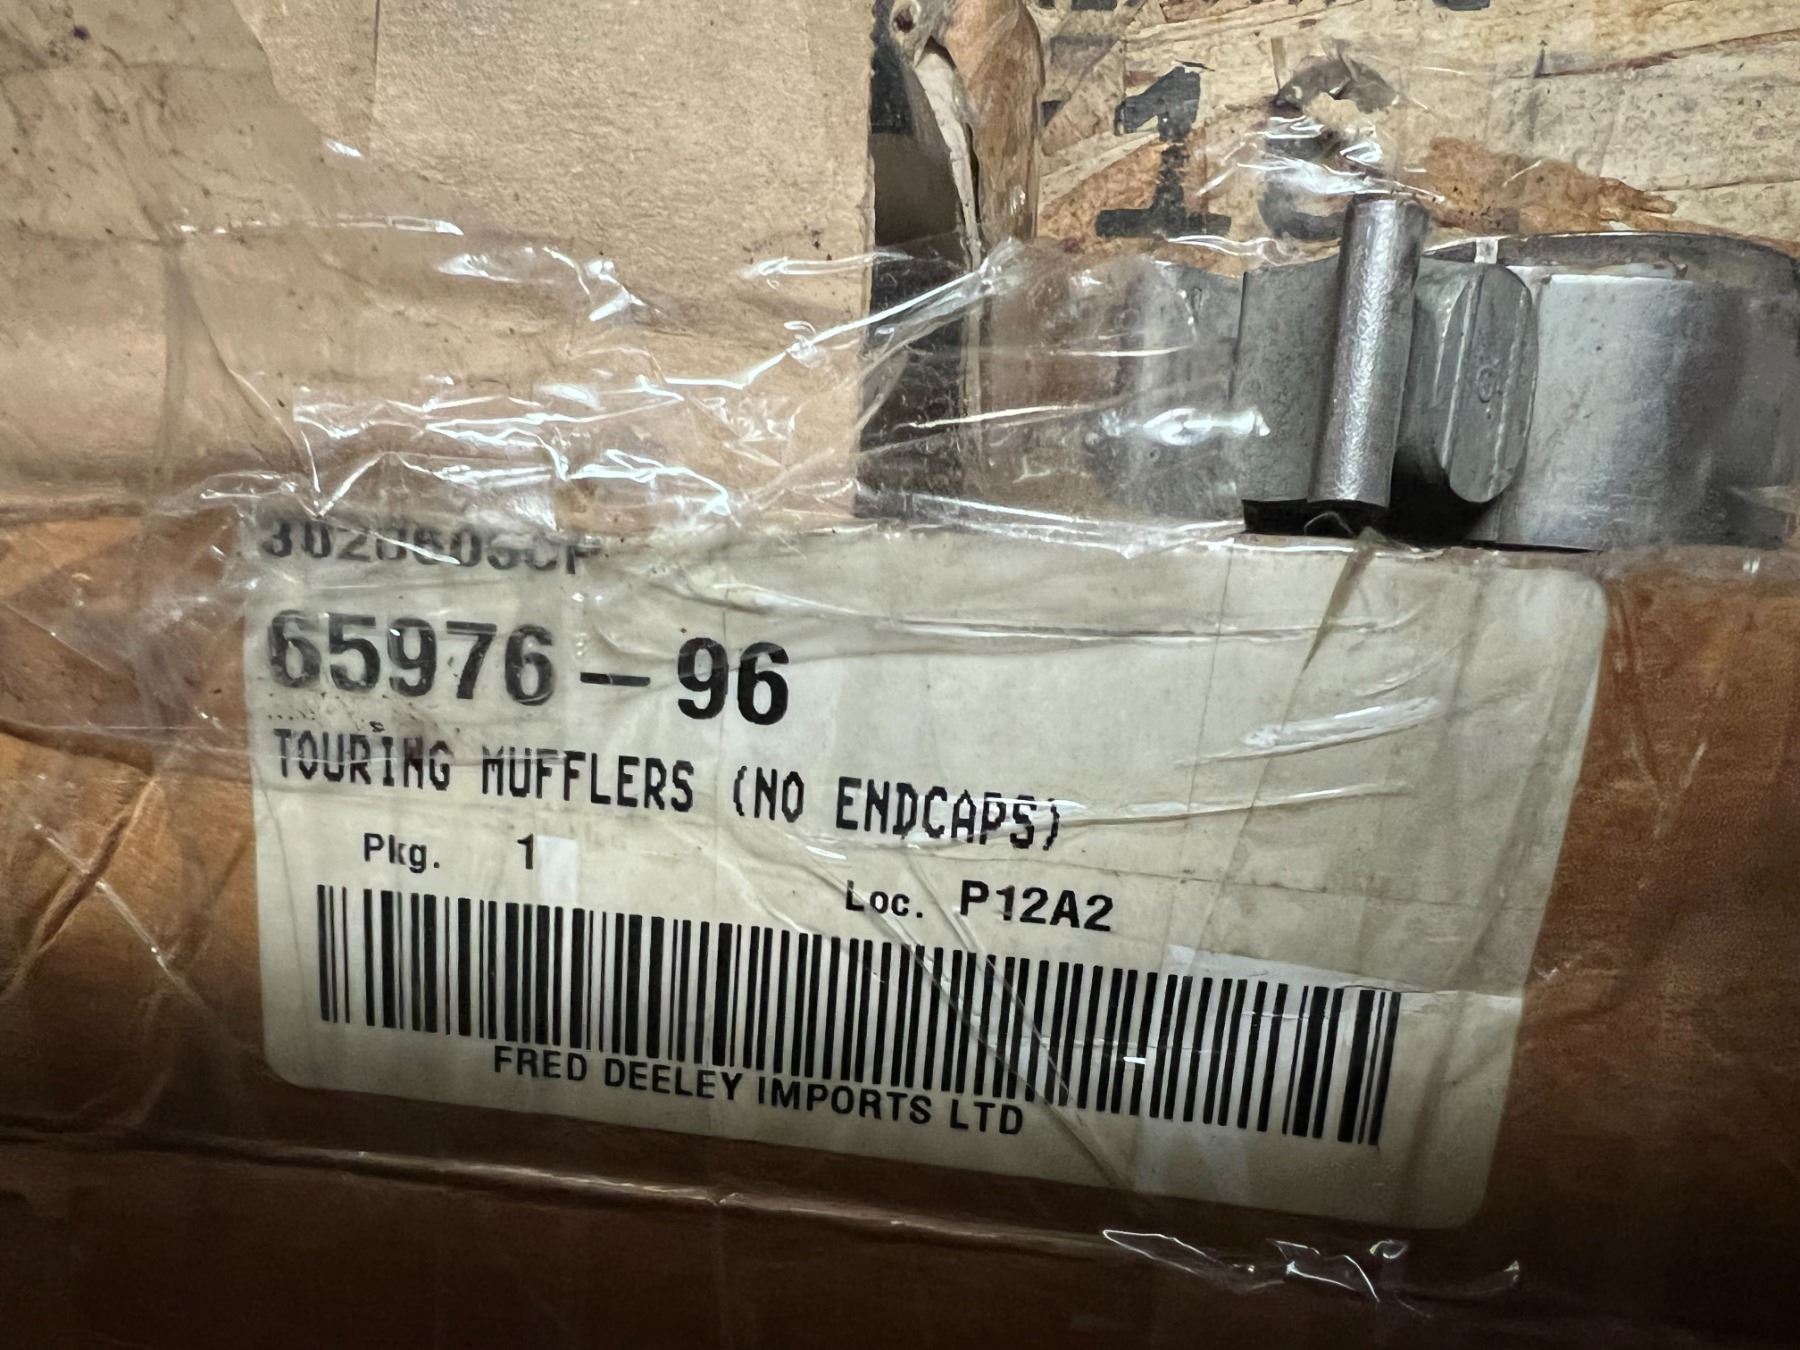 65976-96
TOURING MUFFLERS (NO ENDCAPS)
Pkg. 1
Loc. P12A2
FRED DEELEY IMPORTS LTD